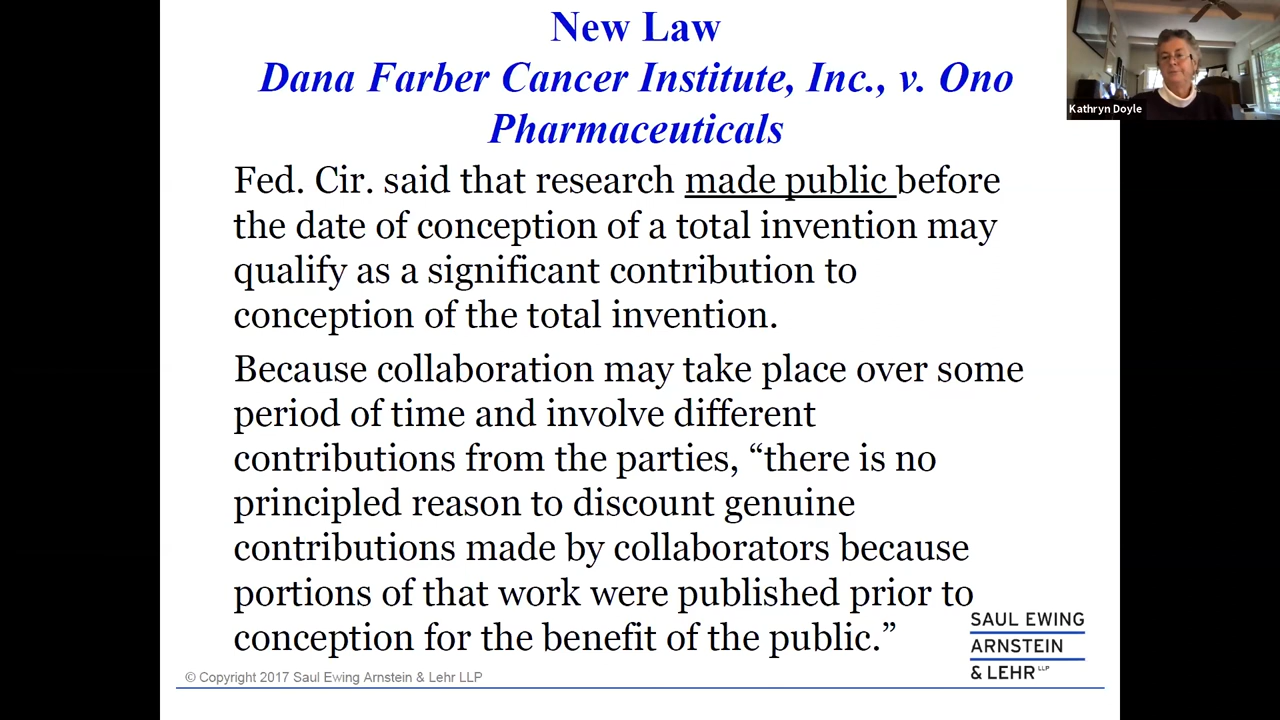 New Law
Dana Farber Cancer Institute, Inc., v. Ono
Pharmaceuticals
Kathryn Doyle
Fed. Cir. said that research made public before
the date of conception of a total invention may
qualify as a significant contribution to
conception of the total invention.
Because collaboration may take place over some
period of time and involve different
contributions from the parties, “there is no
principled reason to discount genuine
contributions made by collaborators because
portions of that work were published prior to
conception for the benefit of the public.”
SAUL EWING
ARNSTEIN
& LEHR LLP
© Copyright 2017 Saul Ewing Arnstein & Lehr LLP